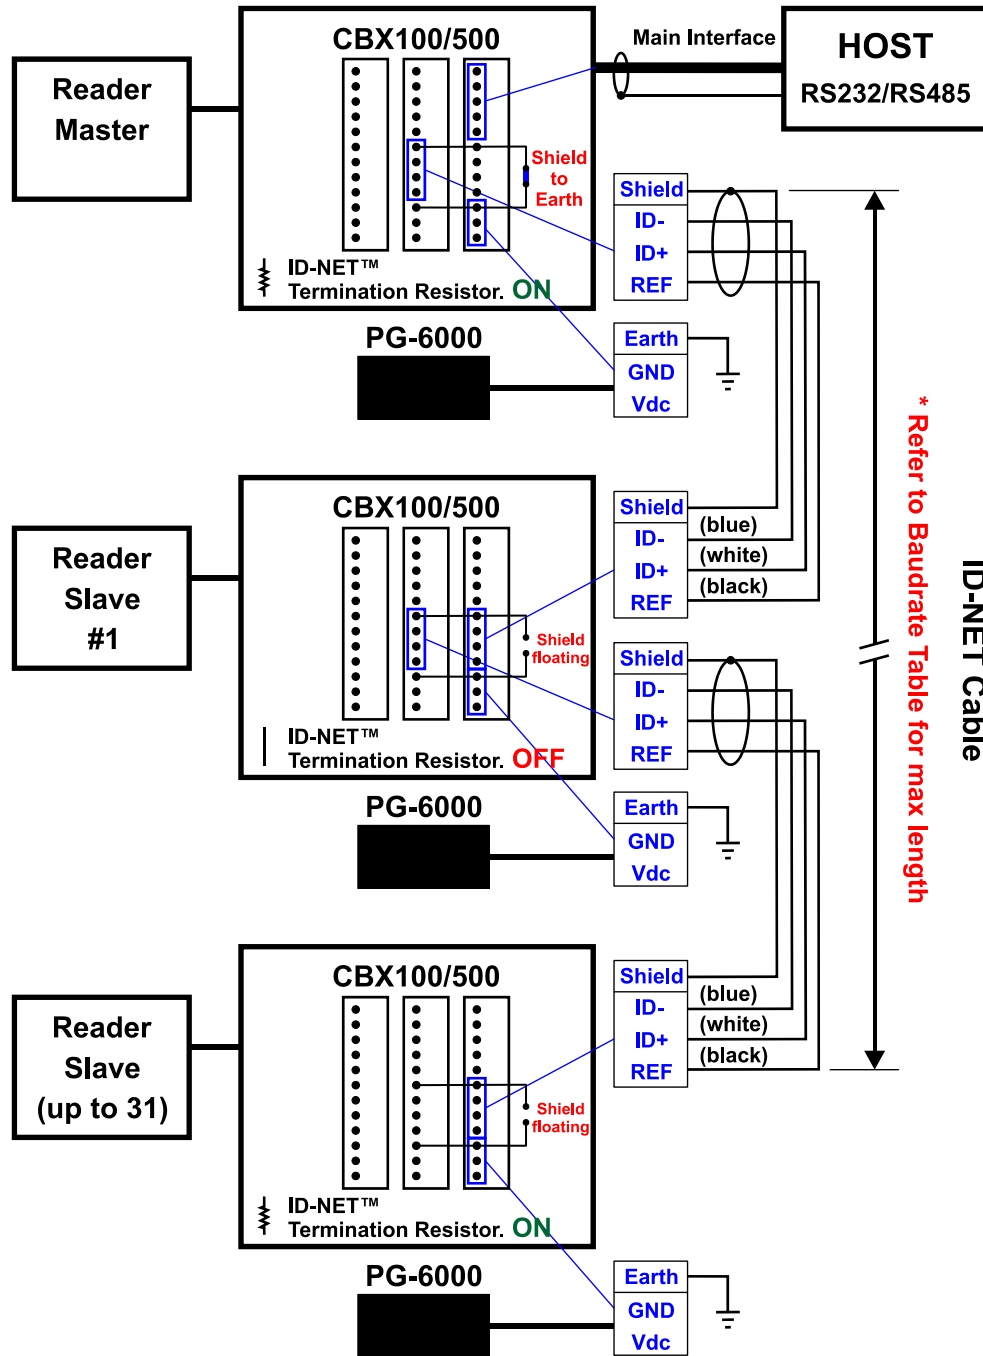 CBX100/500
Main Interface
HOST
RS232/RS485
Reader
Master
Shield
to
Earth
Shield
ID-
ID+
REF
ID-NET™
Termination Resistor. ON
PG-6000
Earth
GND
Vdc
CBX100/500
Reader
Slave
#1
Shield
ID-
ID+
REF
(blue)
(white)
(black)
Shield
floating
Shield
ID-
ID+
REF
ID-NET™
Termination Resistor. OFF
PG-6000
Earth
GND
Vdc
* Refer to Baudrate Table for max length
ID-NET Cable
CBX100/500
Reader
Slave
(up to 31)
Shield
ID-
ID+
REF
(blue)
(white)
(black)
Shield
floating
ID-NET™
Termination Resistor. ON
PG-6000
Earth
GND
Vdc